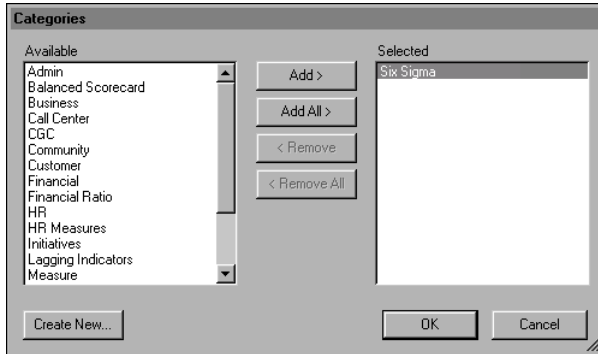 Categories
Available
Admin
Balanced Scorecard
Business
Call Center
CGC
Community
Customer
Financial
Financial Ratio
HR
HR Measures
Initiatives
Lagging Indicators
Measure
Add >
Add All >
< Remove
< Remove All
Selected
Six Sigma
Create New...
OK
Cancel